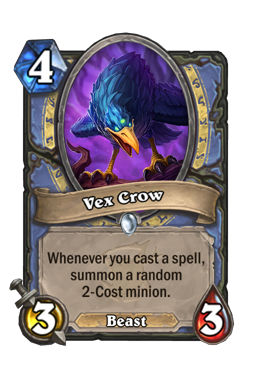 4
Vex Crow
Whenever you cast a spell,
summon a random
2-Cost minion.
3
Beast
3